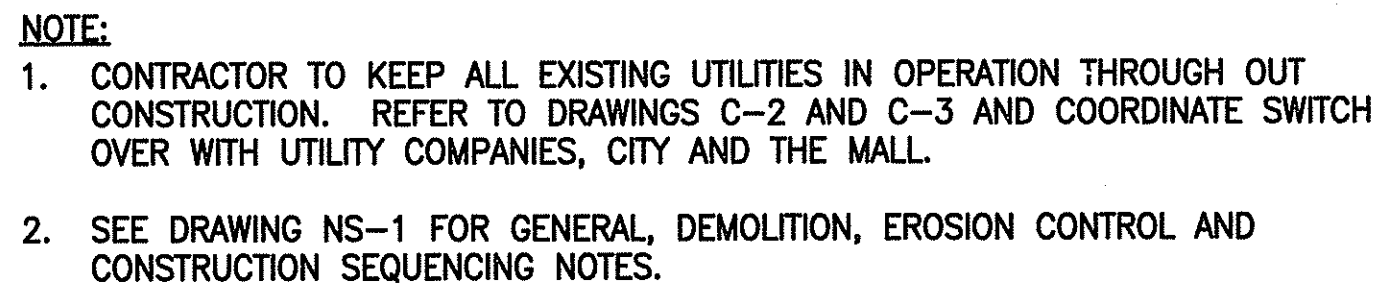 NOTE:
1. CONTRACTOR TO KEEP ALL EXISTING UTILITIES IN OPERATION THROUGH OUT
CONSTRUCTION. REFER TO DRAWINGS C-2 AND C-3 AND COORDINATE SWITCH
OVER WITH UTILITY COMPANIES, CITY AND THE MALL.
2. SEE DRAWING NS-1 FOR GENERAL, DEMOLITION, EROSION CONTROL AND
CONSTRUCTION SEQUENCING NOTES.